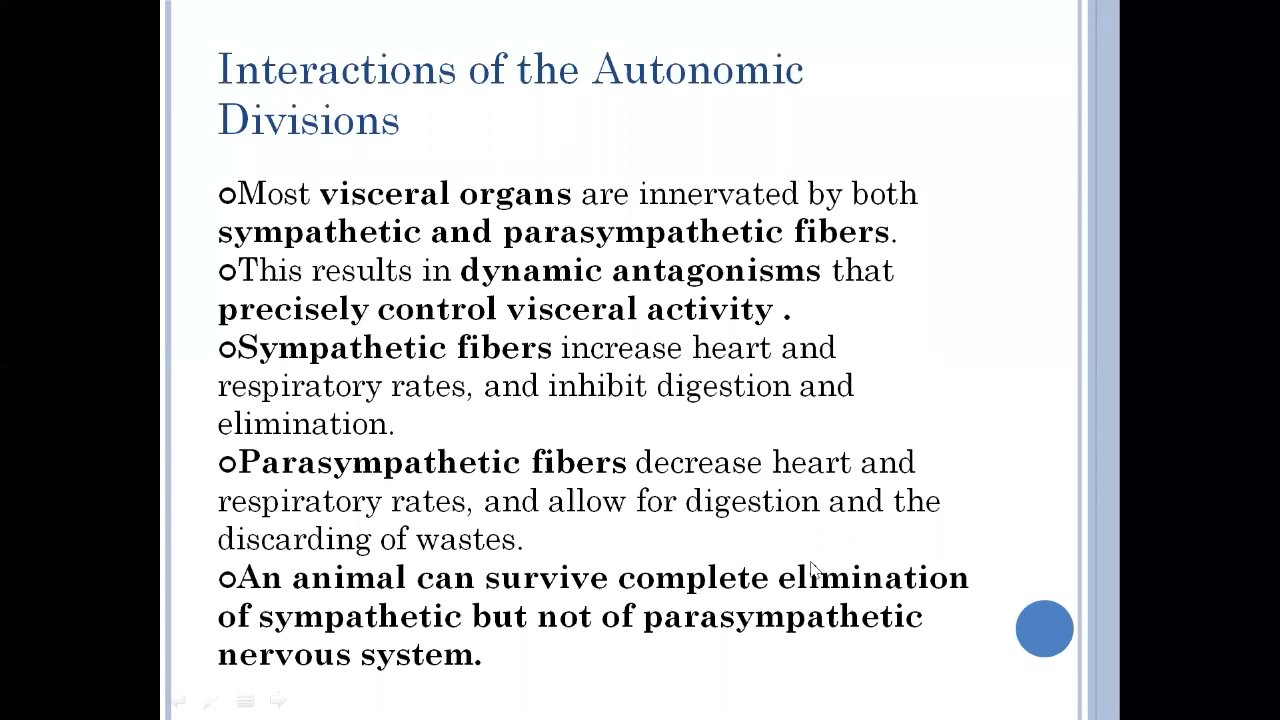 Interactions of the Autonomic
Divisions
Most visceral organs are innervated by both
sympathetic and parasympathetic fibers.
This results in dynamic antagonisms that
precisely control visceral activity .
Sympathetic fibers increase heart and
respiratory rates, and inhibit digestion and
elimination.
Parasympathetic fibers decrease heart and
respiratory rates, and allow for digestion and the
discarding of wastes.
An animal can survive complete elimination
of sympathetic but not of parasympathetic
nervous system.